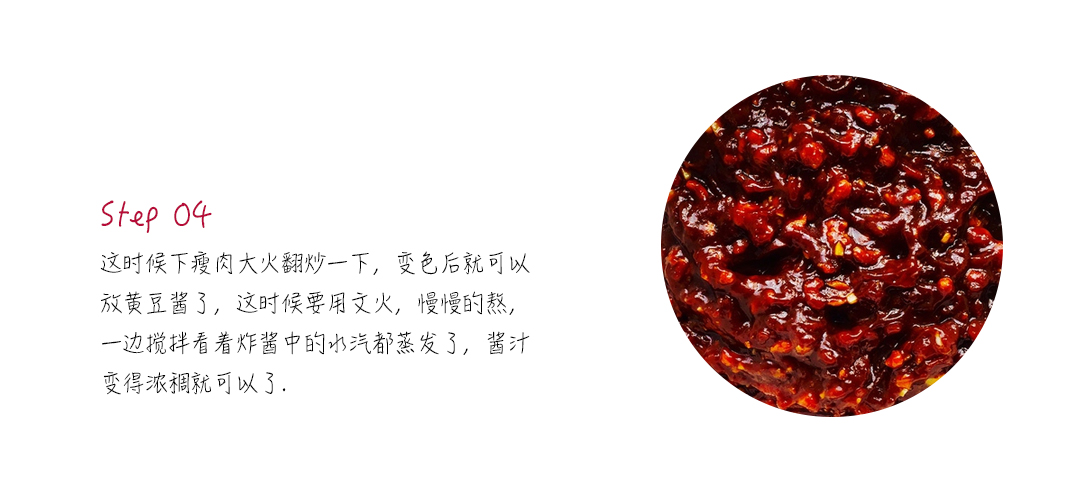 Step 04
这时候下瘦肉大火翻炒一下，变色后就可以
放黄豆酱了，这时候要用文火，慢慢的熬，
一边搅拌看着炸酱中的水汽都蒸发了，酱汁
变得浓稠就可以了.